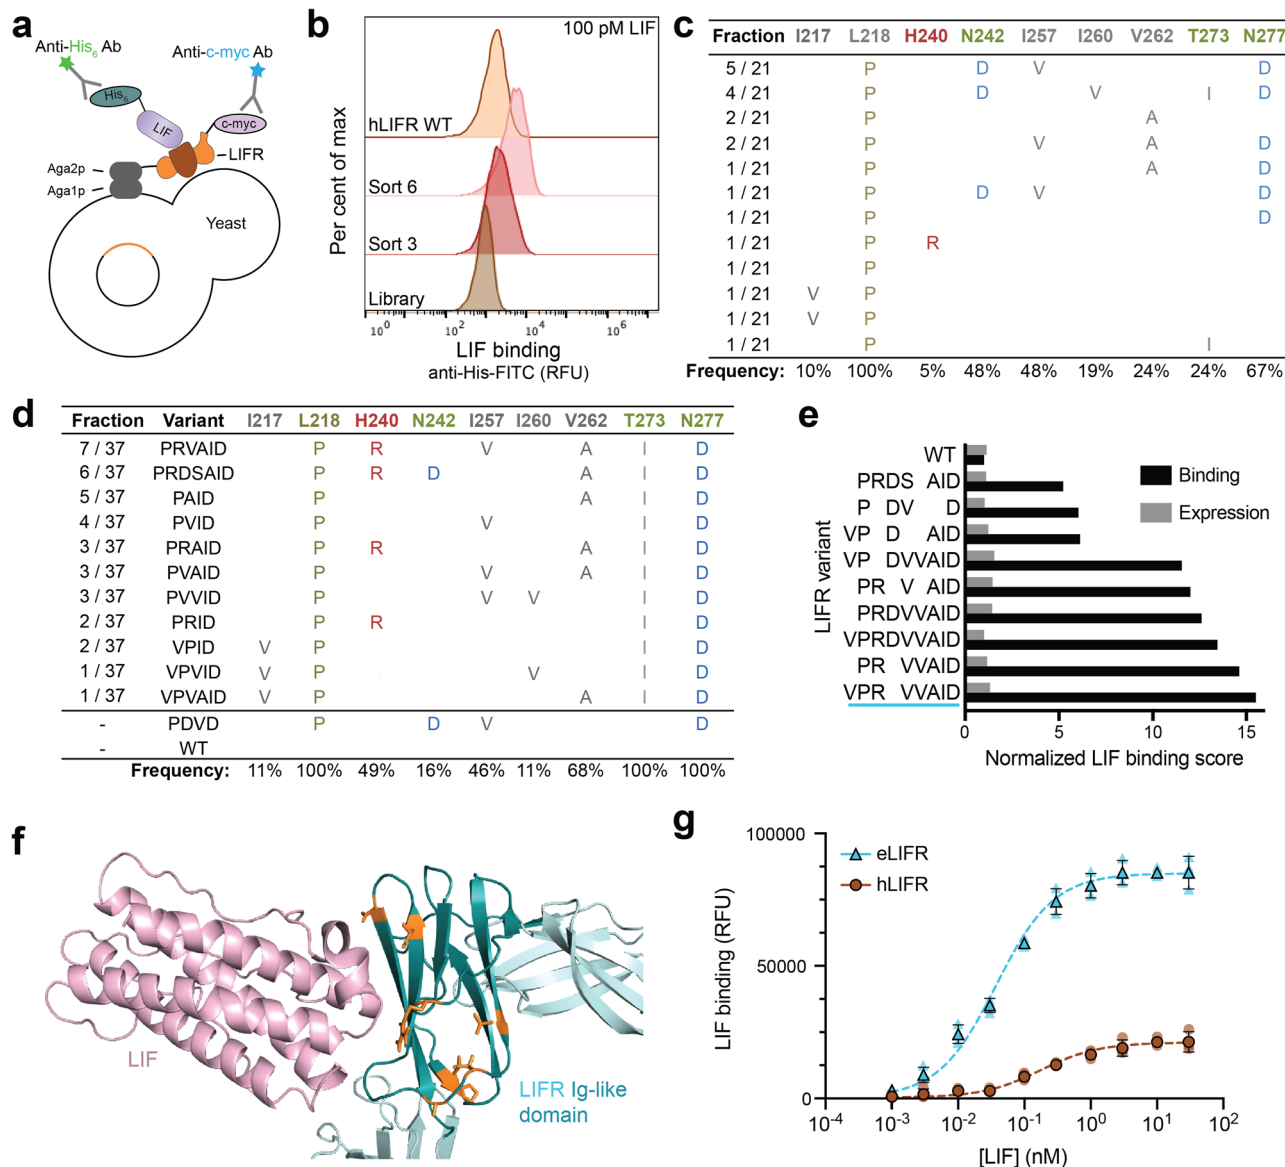 a
Anti-His6 Ab
Anti-c-myc Ab
His6
LIF
c-myc
LIFR
Aga2p
Aga1p
Yeast
b
100 pM LIF
Per cent of max
hLIFR WT
Sort 6
Sort 3
Library
10^0 10^2 10^4 10^6
LIF binding
anti-His-FITC (RFU)
c
Fraction I217 L218 H240 N242 I257 I260 V262 T273 N277
5 / 21 P D V D
4 / 21 P D V I D
2 / 21 P A
2 / 21 P V A D
1 / 21 P A D
1 / 21 P D V D
1 / 21 P D
1 / 21 P R
1 / 21 P
1 / 21 V P
1 / 21 V P
1 / 21 P I
Frequency: 10% 100% 5% 48% 48% 19% 24% 24% 67%
d
Fraction Variant I217 L218 H240 N242 I257 I260 V262 T273 N277
7 / 37 PRVAID P R V A I D
6 / 37 PRDSAID P R D A I D
5 / 37 PAID P A I D
4 / 37 PVID P V I D
3 / 37 PRAID P R A I D
3 / 37 PVAID P V A I D
3 / 37 PVVID P V V I D
2 / 37 PRID P R I D
2 / 37 VPID V P I D
1 / 37 VPVID V P V I D
1 / 37 VPVAID V P A I D
- PDVD P D V D
- WT
Frequency: 11% 100% 49% 16% 46% 11% 68% 100% 100%
e
LIFR variant
WT
PRDS AID
P DV D
VP D AID
VP DVVAID
PR V AID
PRDVVAID
VPRDVVAID
PR VVAID
VPR VVAID
Binding
Expression
0 5 10 15
Normalized LIF binding score
f
LIF
LIFR Ig-like
domain
g
LIF binding (RFU)
100000
50000
0
eLIFR
hLIFR
10^-4 10^-3 10^-2 10^-1 10^0 10^1 10^2
[LIF] (nM)